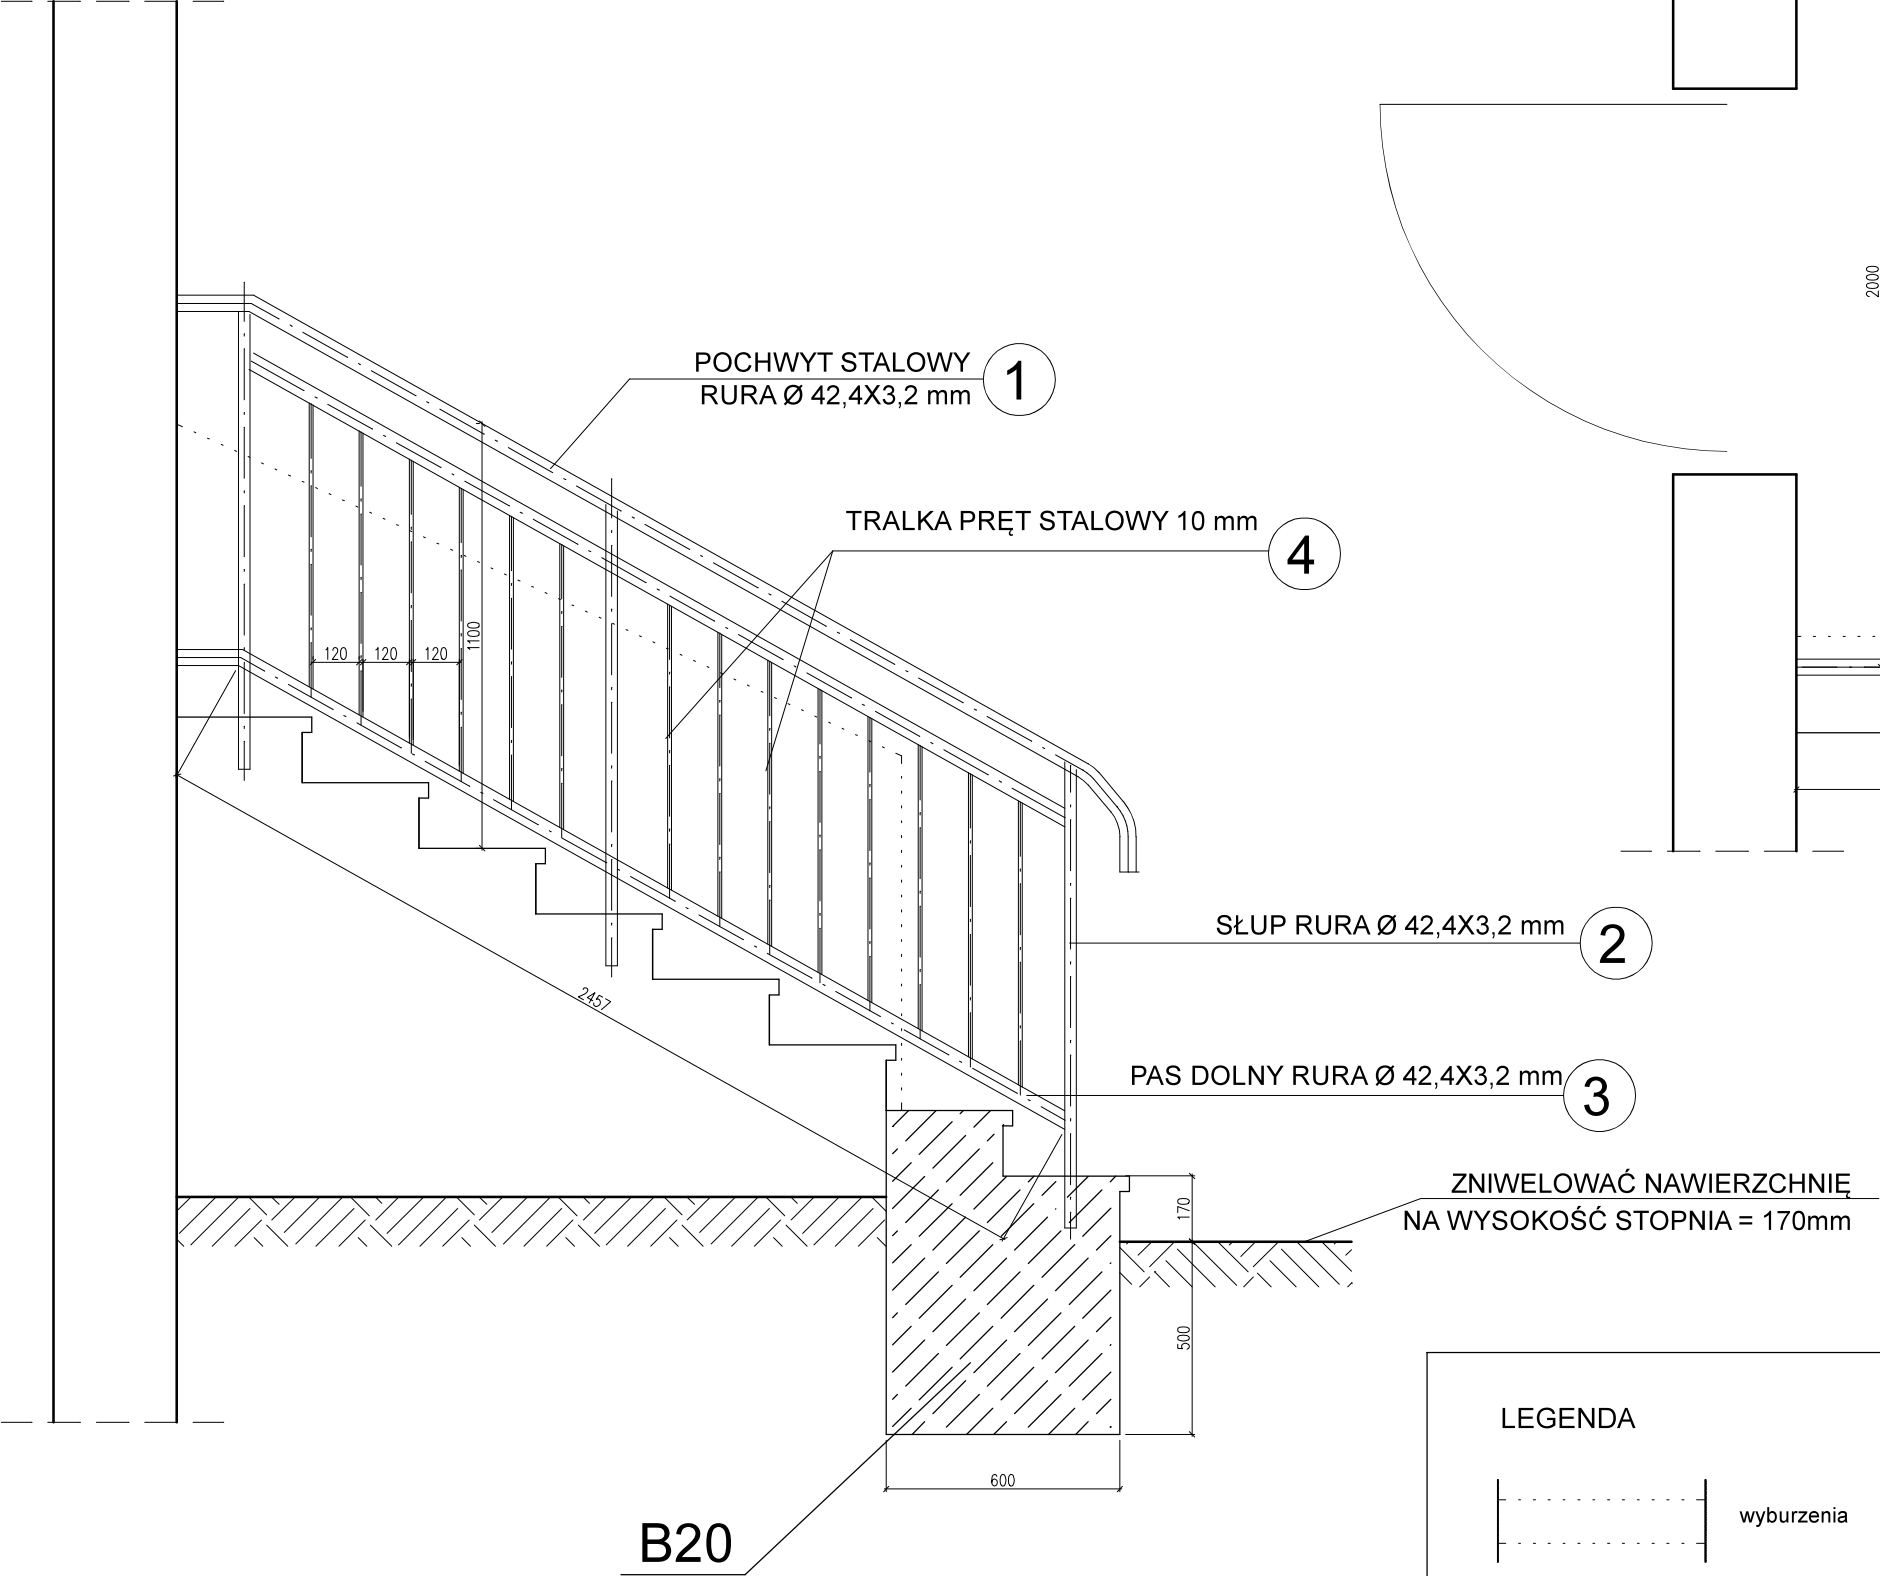 2000
POCHWYT STALOWY
RURA Ø 42,4X3,2 mm
1
TRALKA PRĘT STALOWY 10 mm
4
1100
120
120
120
SŁUP RURA Ø 42,4X3,2 mm
2
2457
PAS DOLNY RURA Ø 42,4X3,2 mm
3
ZNIWELOWAĆ NAWIERZCHNIĘ
NA WYSOKOŚĆ STOPNIA = 170mm
170
500
LEGENDA
600
wyburzenia
B20